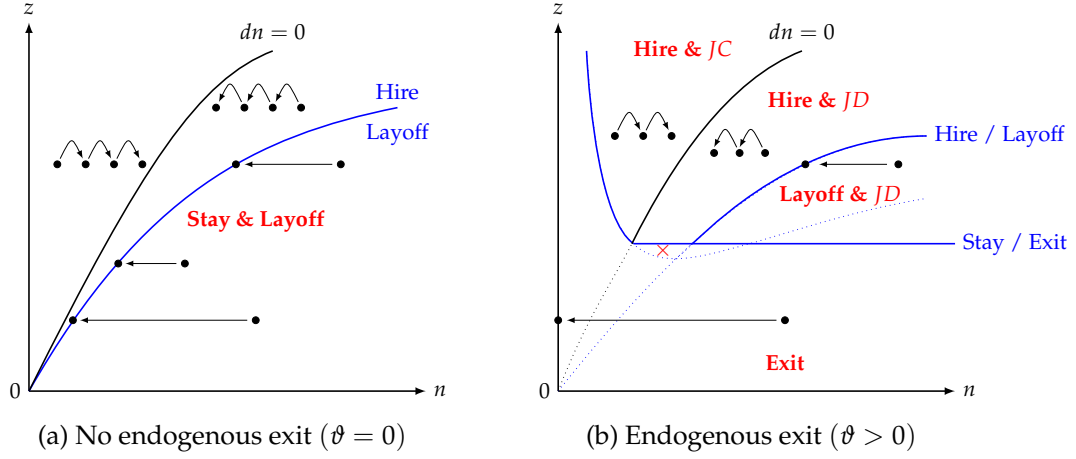 z
dn = 0
Hire
Layoff
Stay & Layoff
0
n
(a) No endogenous exit (ϑ = 0)
z
dn = 0
Hire & JC
Hire & JD
Hire / Layoff
Layoff & JD
Stay / Exit
Exit
0
n
(b) Endogenous exit (ϑ > 0)